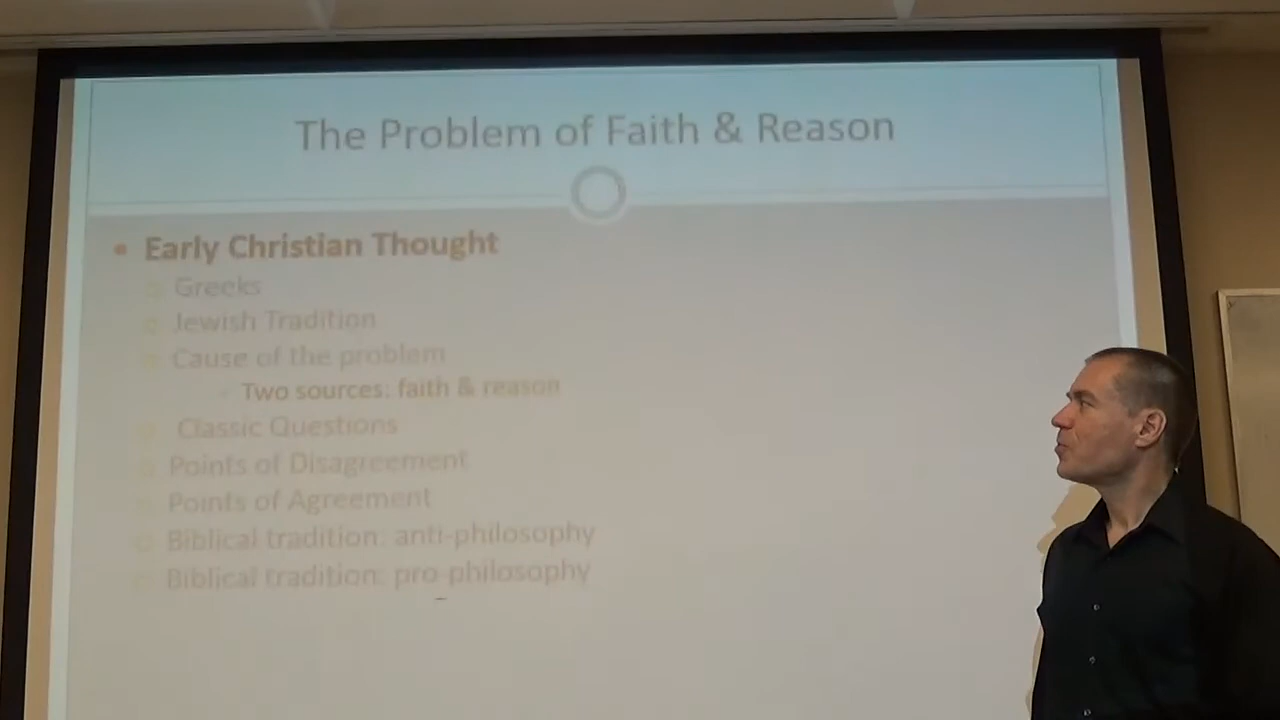 The Problem of Faith & Reason
Early Christian Thought
Greeks
Jewish Tradition
Cause of the problem
Two sources: faith & reason
Classic Questions
Points of Disagreement
Points of Agreement
Biblical tradition: anti-philosophy
Biblical tradition: pro-philosophy